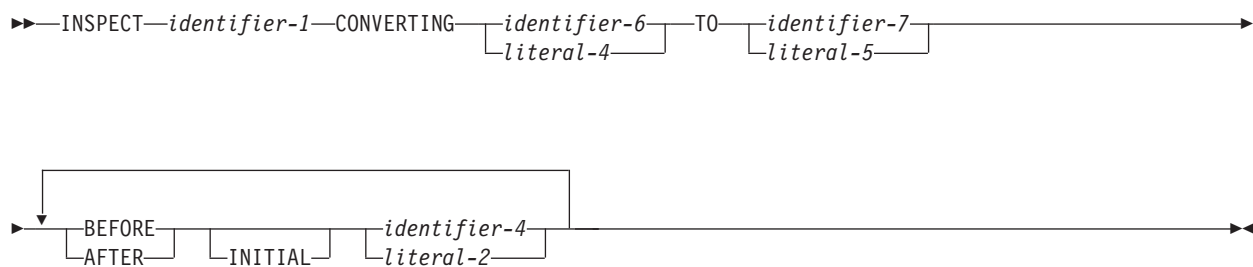 INSPECT identifier-1 CONVERTING identifier-6 TO identifier-7
literal-4 literal-5
BEFORE identifier-4
AFTER INITIAL literal-2